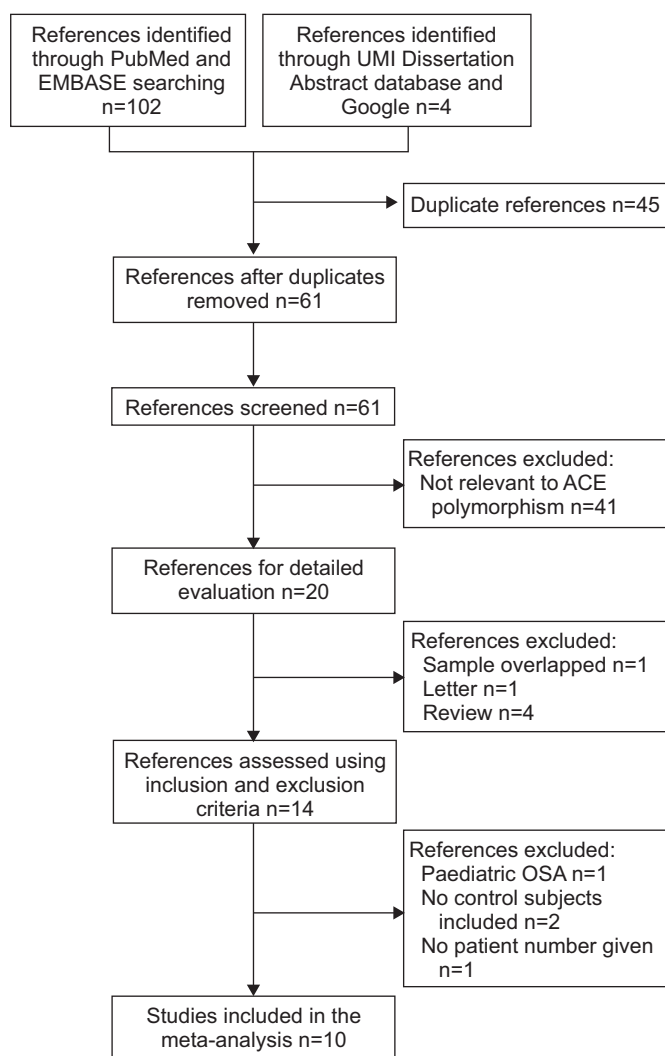 References identified
through PubMed and
EMBASE searching
n=102
References identified
through UMI Dissertation
Abstract database and
Google n=4
Duplicate references n=45
References after duplicates
removed n=61
References screened n=61
References excluded:
Not relevant to ACE
polymorphism n=41
References for detailed
evaluation n=20
References excluded:
Sample overlapped n=1
Letter n=1
Review n=4
References assessed using
inclusion and exclusion
criteria n=14
References excluded:
Paediatric OSA n=1
No control subjects
included n=2
No patient number given
n=1
Studies included in the
meta-analysis n=10